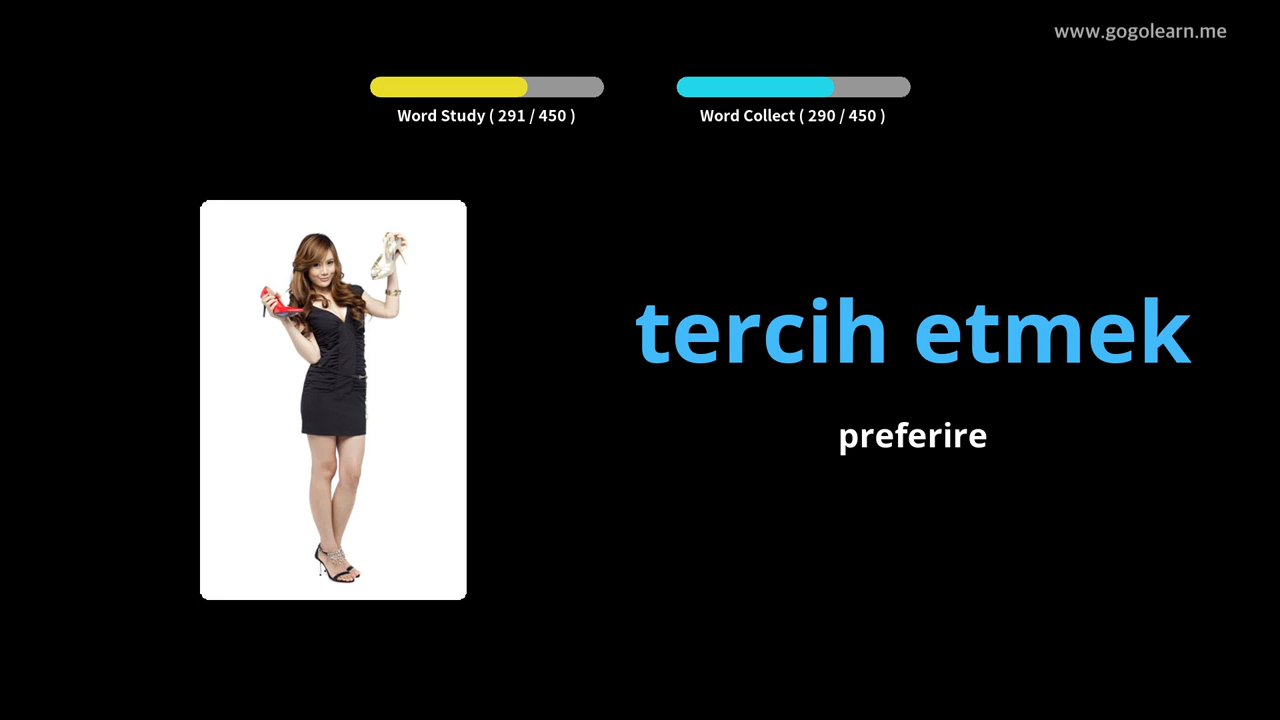 www.gogolearn.me
Word Study ( 291 / 450 )
Word Collect ( 290 / 450 )
tercih etmek
preferire